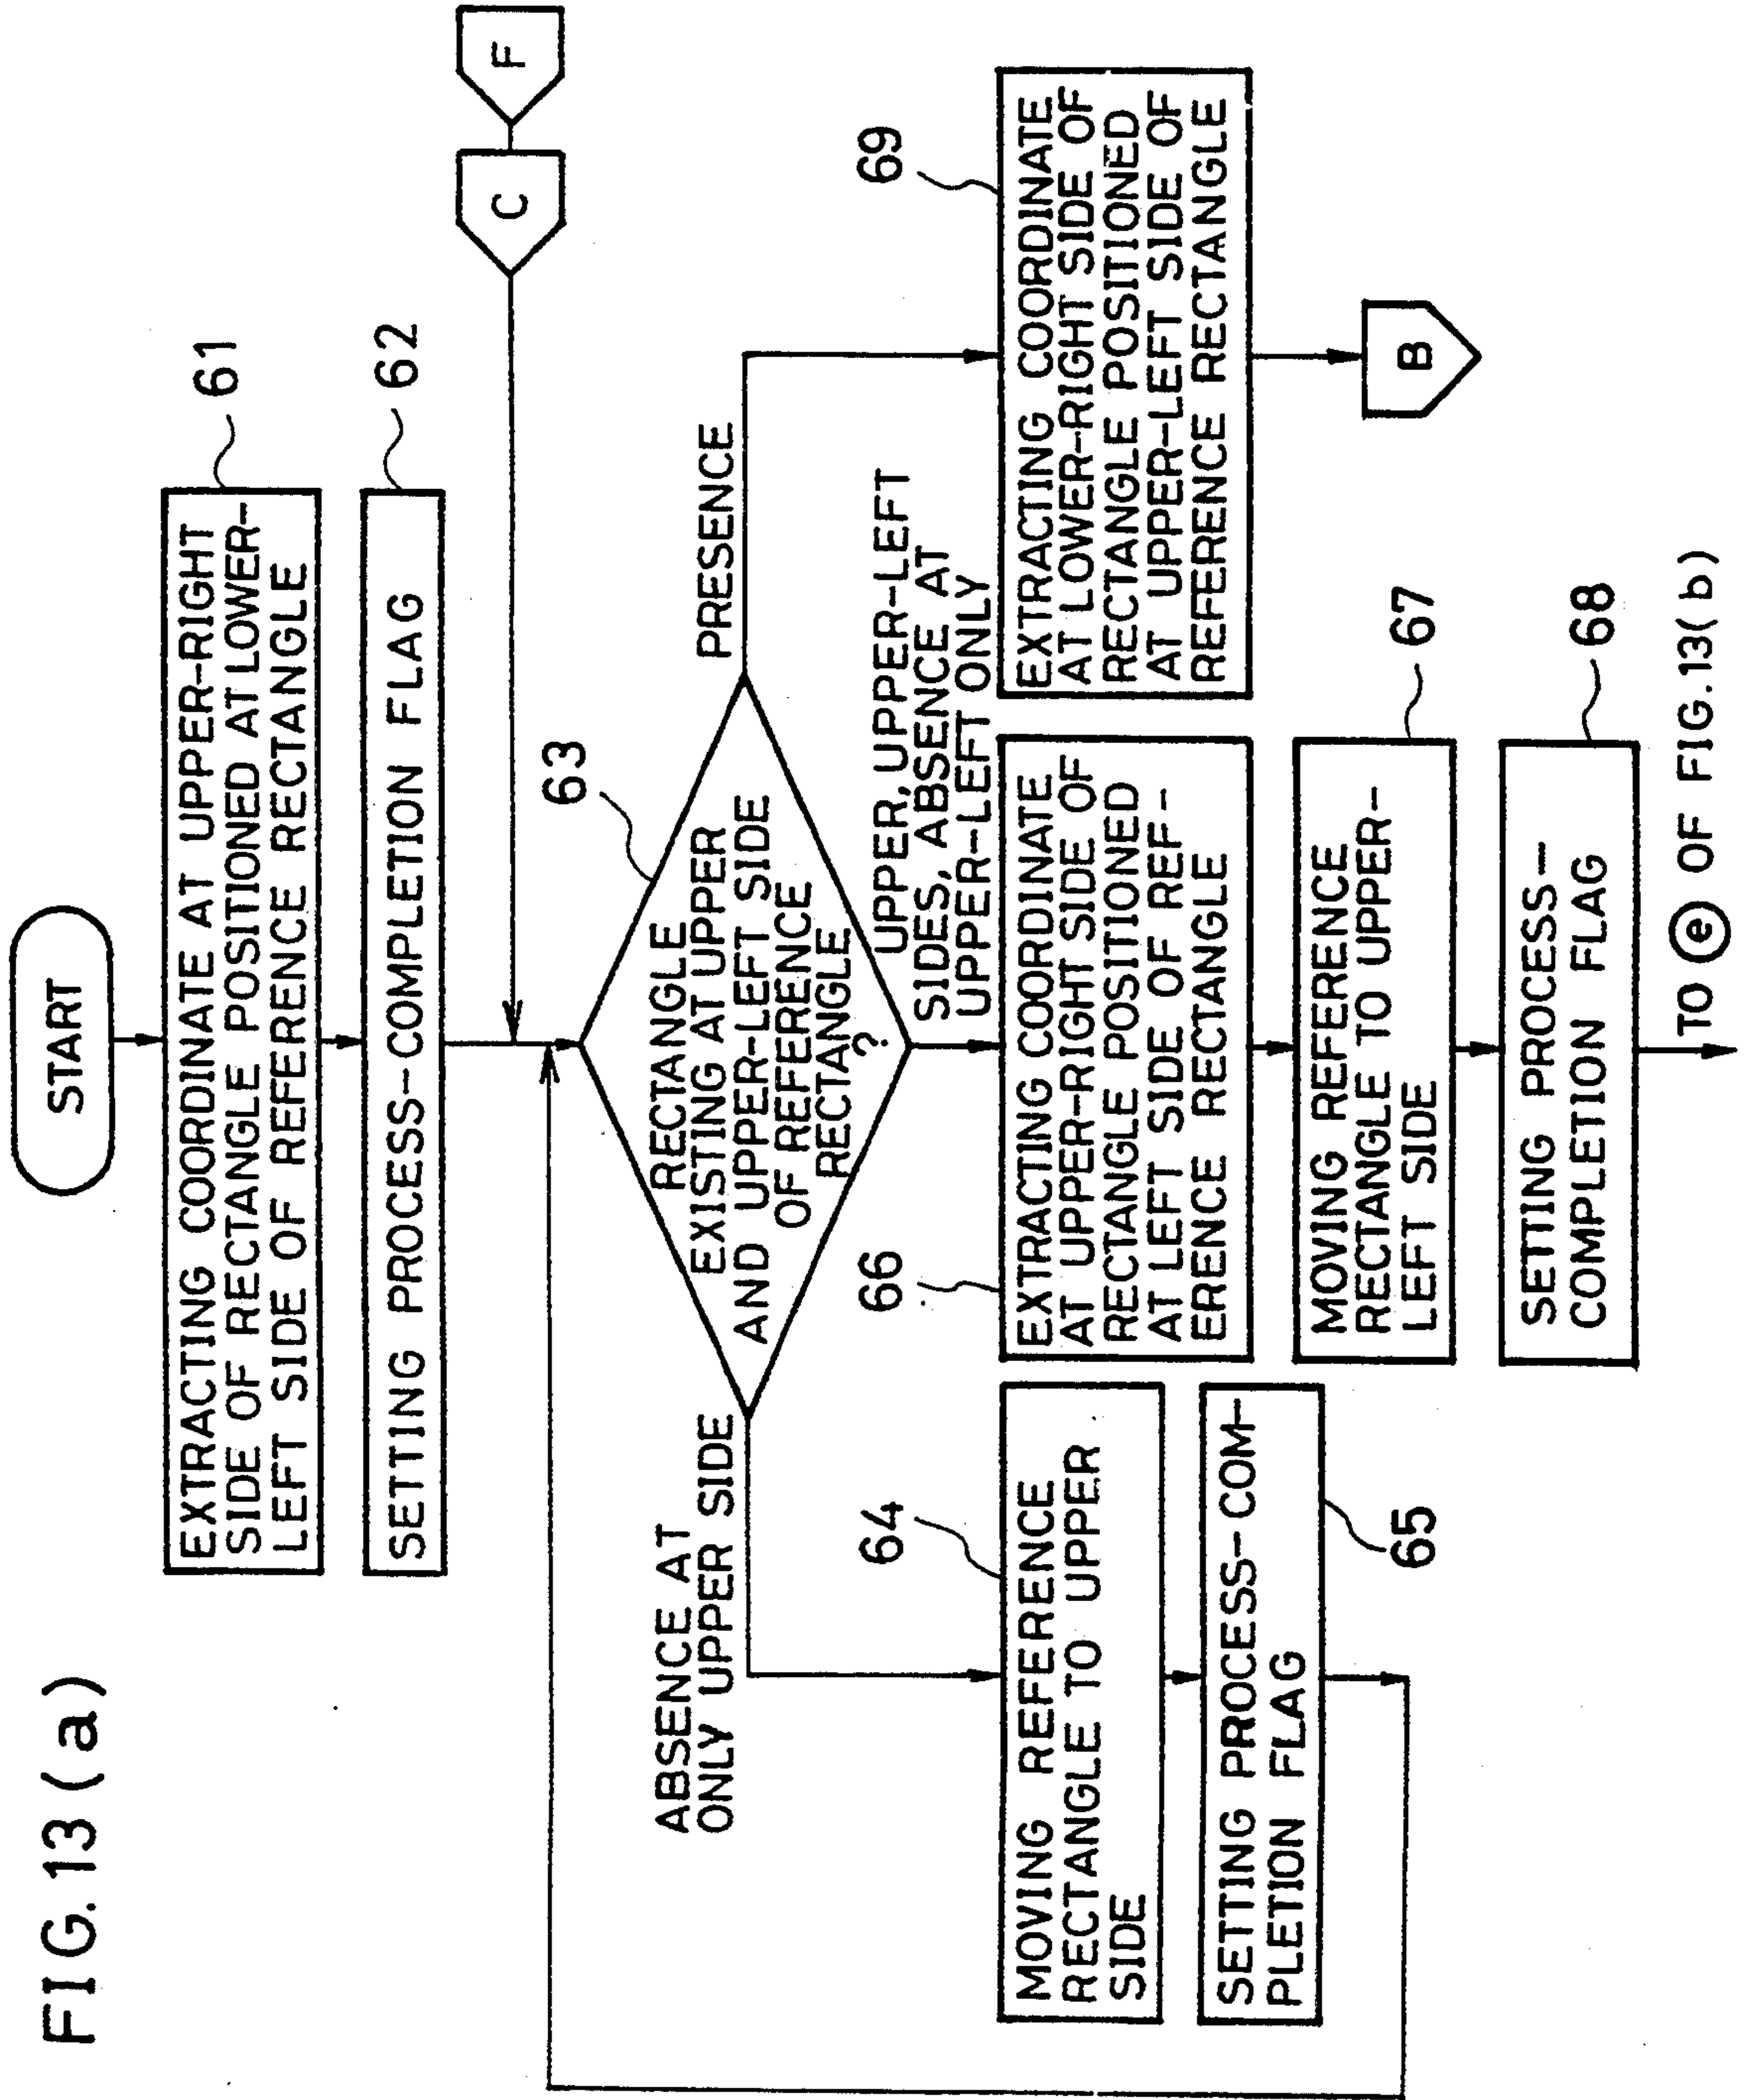 FIG. 13 (a)
START
EXTRACTING COORDINATE AT UPPER-RIGHT
SIDE OF RECTANGLE POSITIONED AT LOWER-
LEFT SIDE OF REFERENCE RECTANGLE
61
SETTING PROCESS-COMPLETION FLAG
62
C
F
63
RECTANGLE
EXISTING AT UPPER
AND UPPER-LEFT SIDE
OF REFERENCE
RECTANGLE
?
ABSENCE AT
ONLY UPPER SIDE
PRESENCE
UPPER, UPPER-LEFT
SIDES, ABSENCE AT
UPPER-LEFT ONLY
64
MOVING REFERENCE
RECTANGLE TO UPPER
SIDE
SETTING PROCESS-COM-
PLETION FLAG
65
66
EXTRACTING COORDINATE
AT UPPER-RIGHT SIDE OF
RECTANGLE POSITIONED
AT LEFT SIDE OF REF-
ERENCE RECTANGLE
MOVING REFERENCE
RECTANGLE TO UPPER-
LEFT SIDE
67
SETTING PROCESS-
COMPLETION FLAG
68
TO e OF FIG.13(b)
69
EXTRACTING COORDINATE
AT LOWER-RIGHT SIDE OF
RECTANGLE POSITIONED
AT UPPER-LEFT SIDE OF
REFERENCE RECTANGLE
B